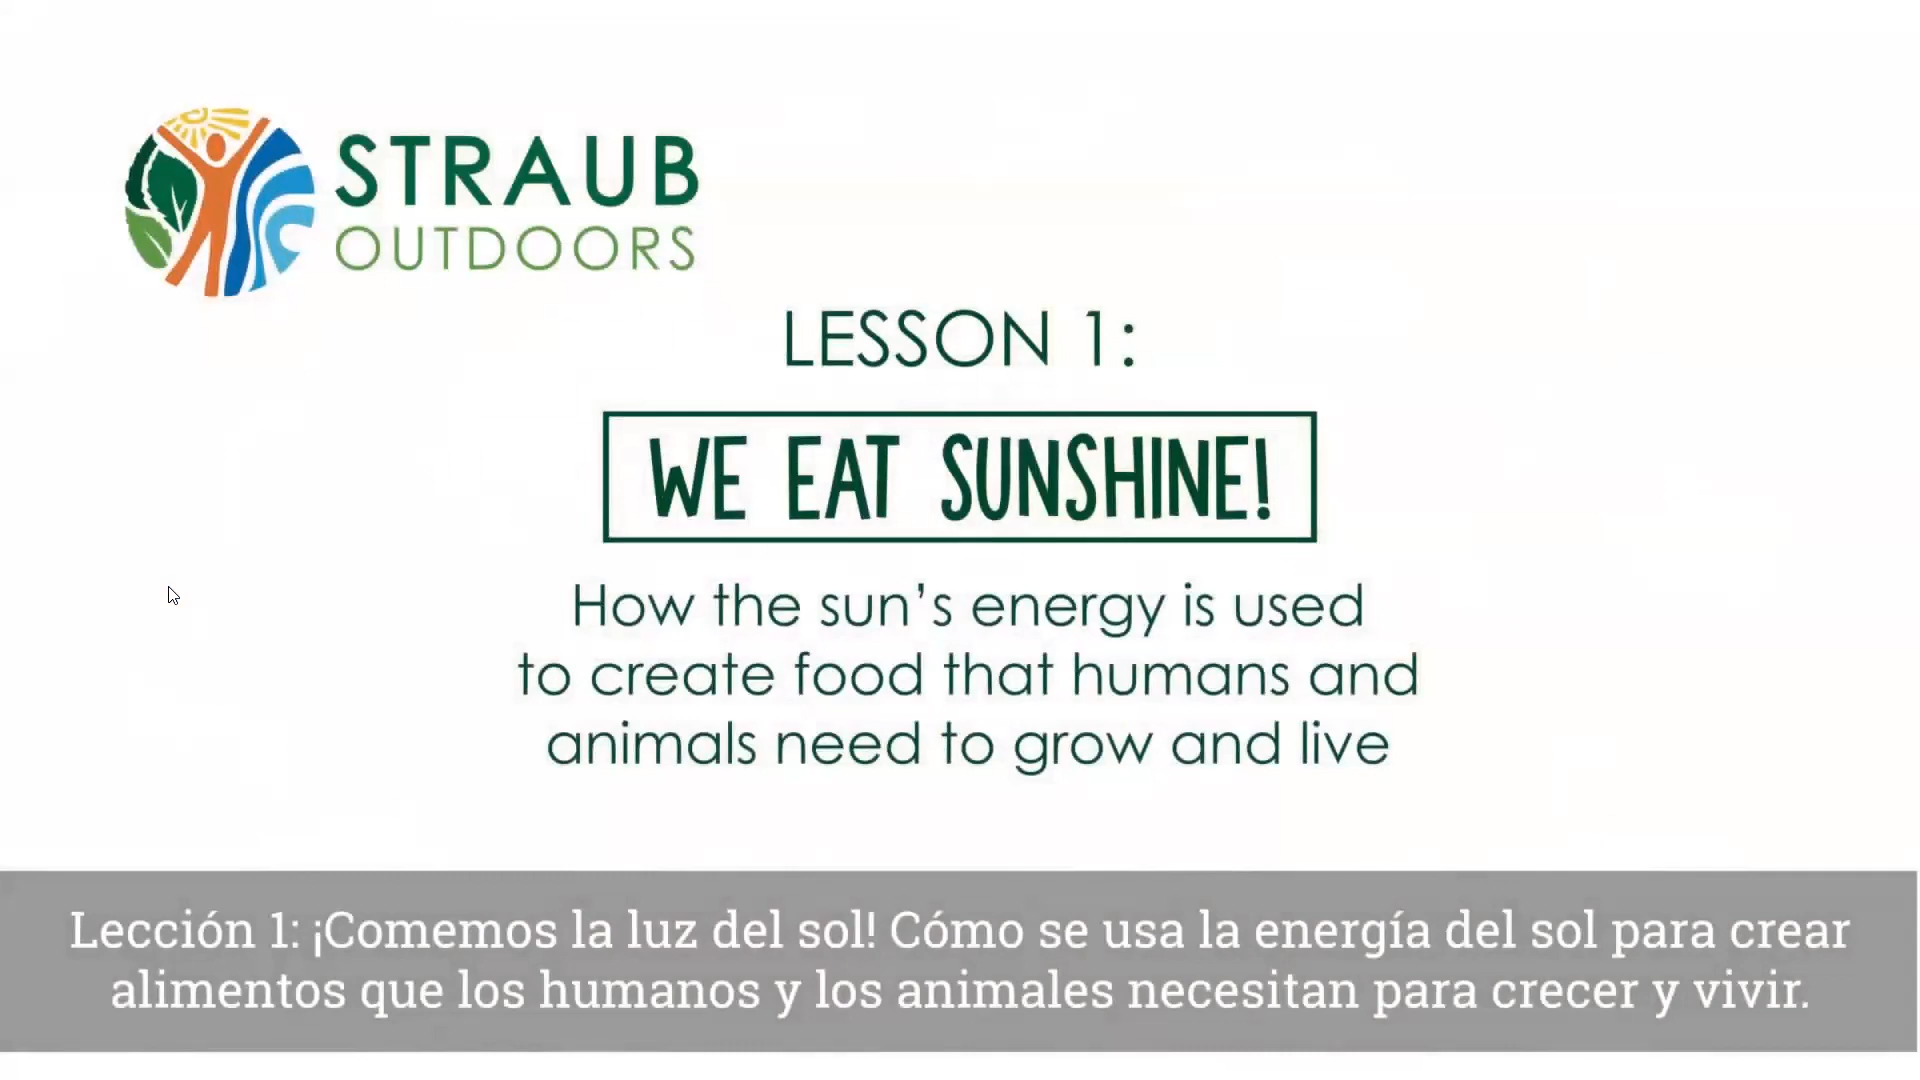 STRAUB
OUTDOORS
LESSON 1:
WE EAT SUNSHINE!
How the sun’s energy is used
to create food that humans and
animals need to grow and live
Lección 1: ¡Comemos la luz del sol! Cómo se usa la energía del sol para crear
alimentos que los humanos y los animales necesitan para crecer y vivir.